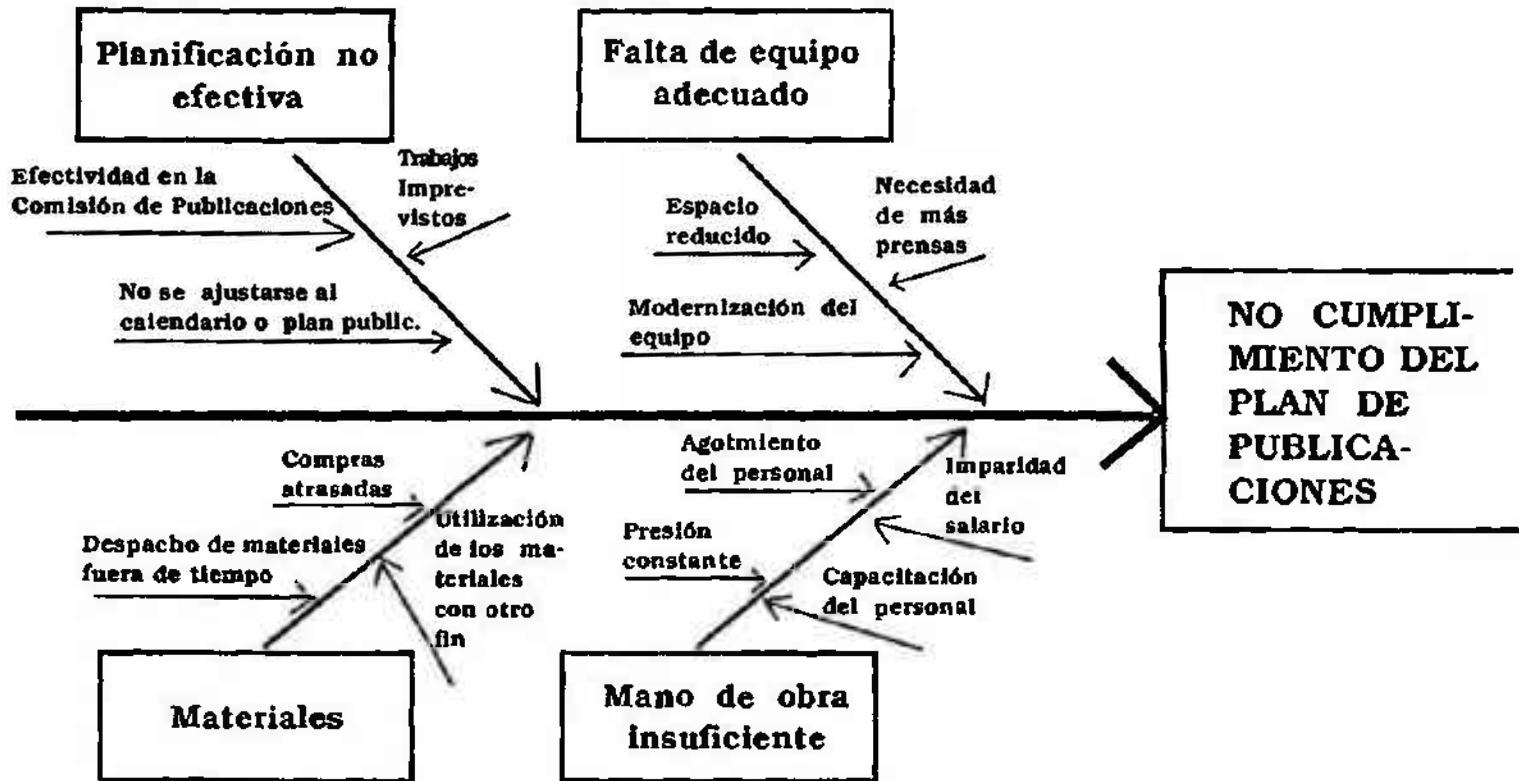 Planificación no
efectiva
Falta de equipo
adecuado
Efectividad en la
Comisión de Publicaciones
Trabajos
Impre-
vistos
No se ajustarse al
calendario o plan public.
Espacio
reducido
Necesidad
de más
prensas
Modernización del
equipo
NO CUMPLI-
MIENTO DEL
PLAN DE
PUBLICA-
CIONES
Compras
atrasadas
Utilización
de los ma-
teriales
con otro
fin
Despacho de materiales
fuera de tiempo
Agotmiento
del personal
Imparidad
del
salario
Presión
constante
Capacitación
del personal
Materiales
Mano de obra
insuficiente